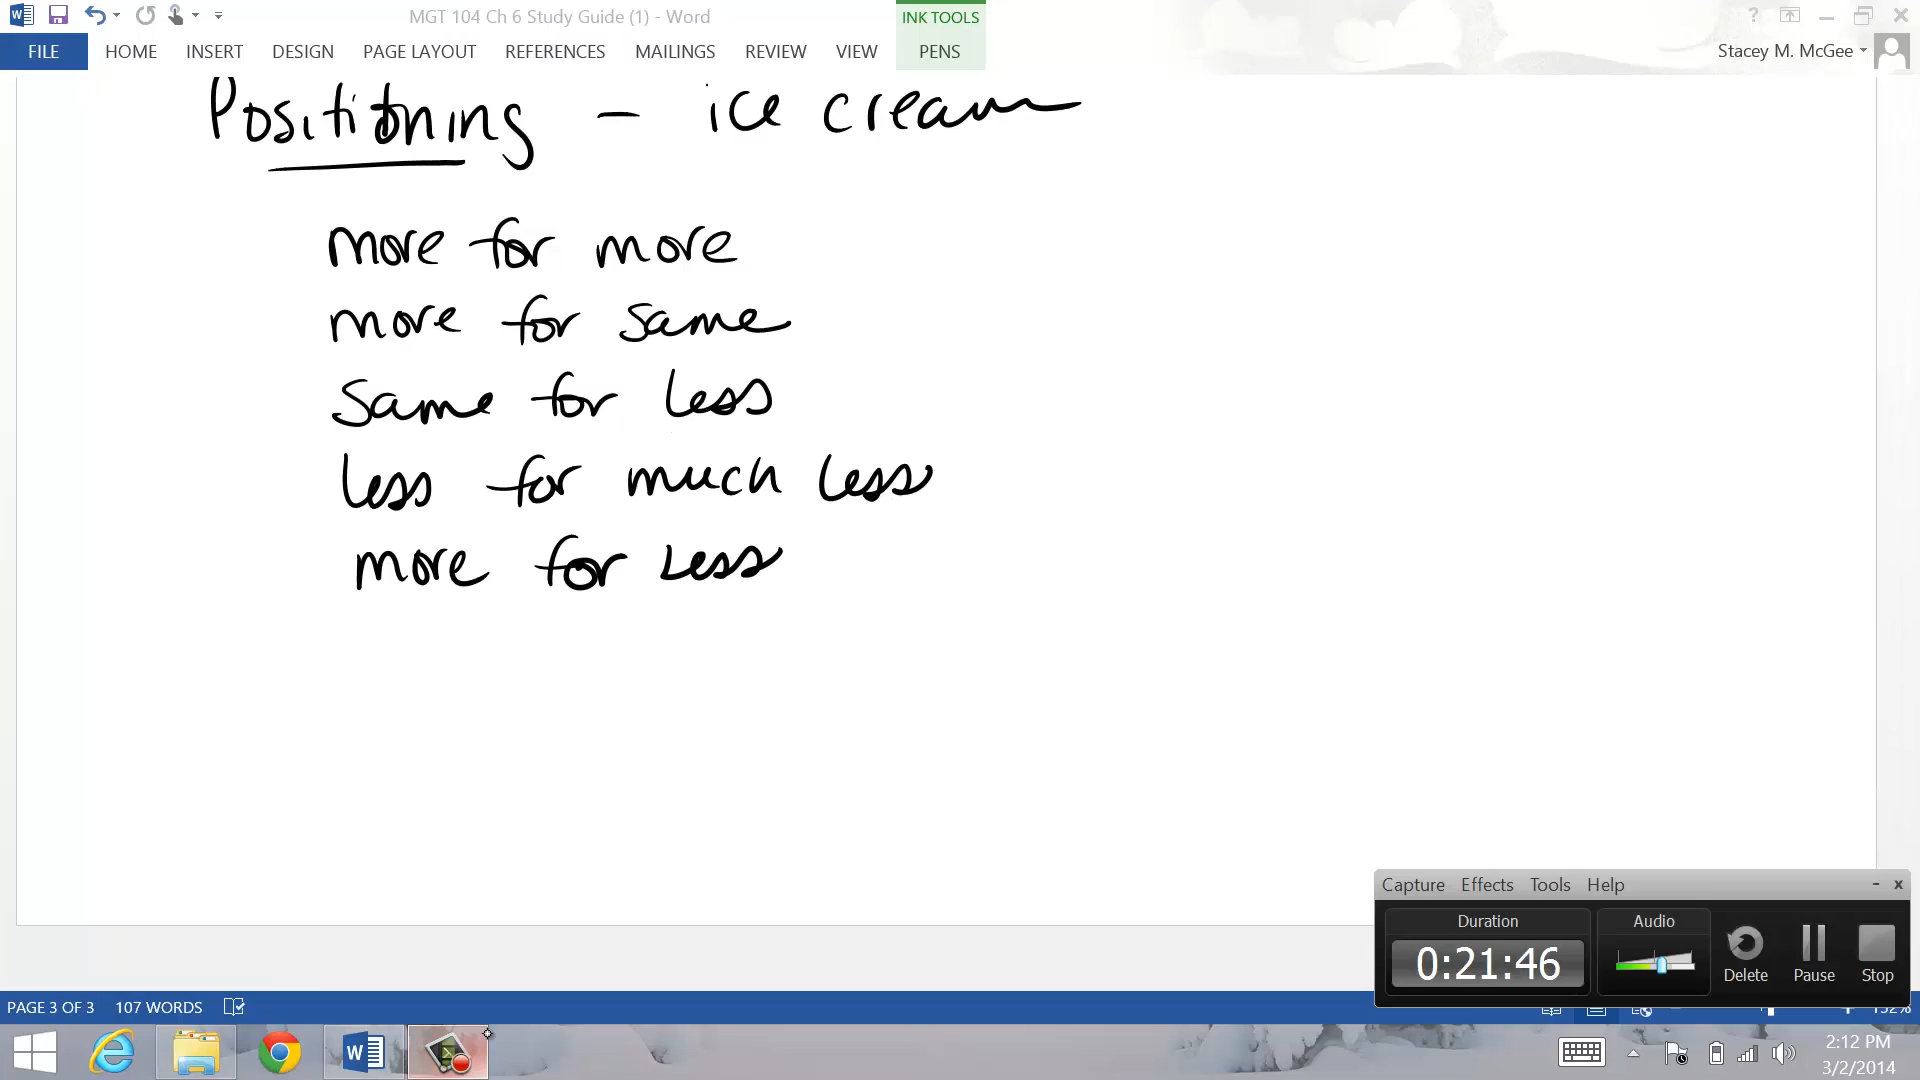 MGT 104 Ch 6 Study Guide (1) - Word
INK TOOLS
?
FILE HOME INSERT DESIGN PAGE LAYOUT REFERENCES MAILINGS REVIEW VIEW PENS
Stacey M. McGee
Positioning - ice cream
more for more
more for same
Same for less
less for much less
more for less
Capture Effects Tools Help
Duration
Audio
0:21:46
Delete
Pause
Stop
PAGE 3 OF 3 107 WORDS
2:12 PM
3/2/2014